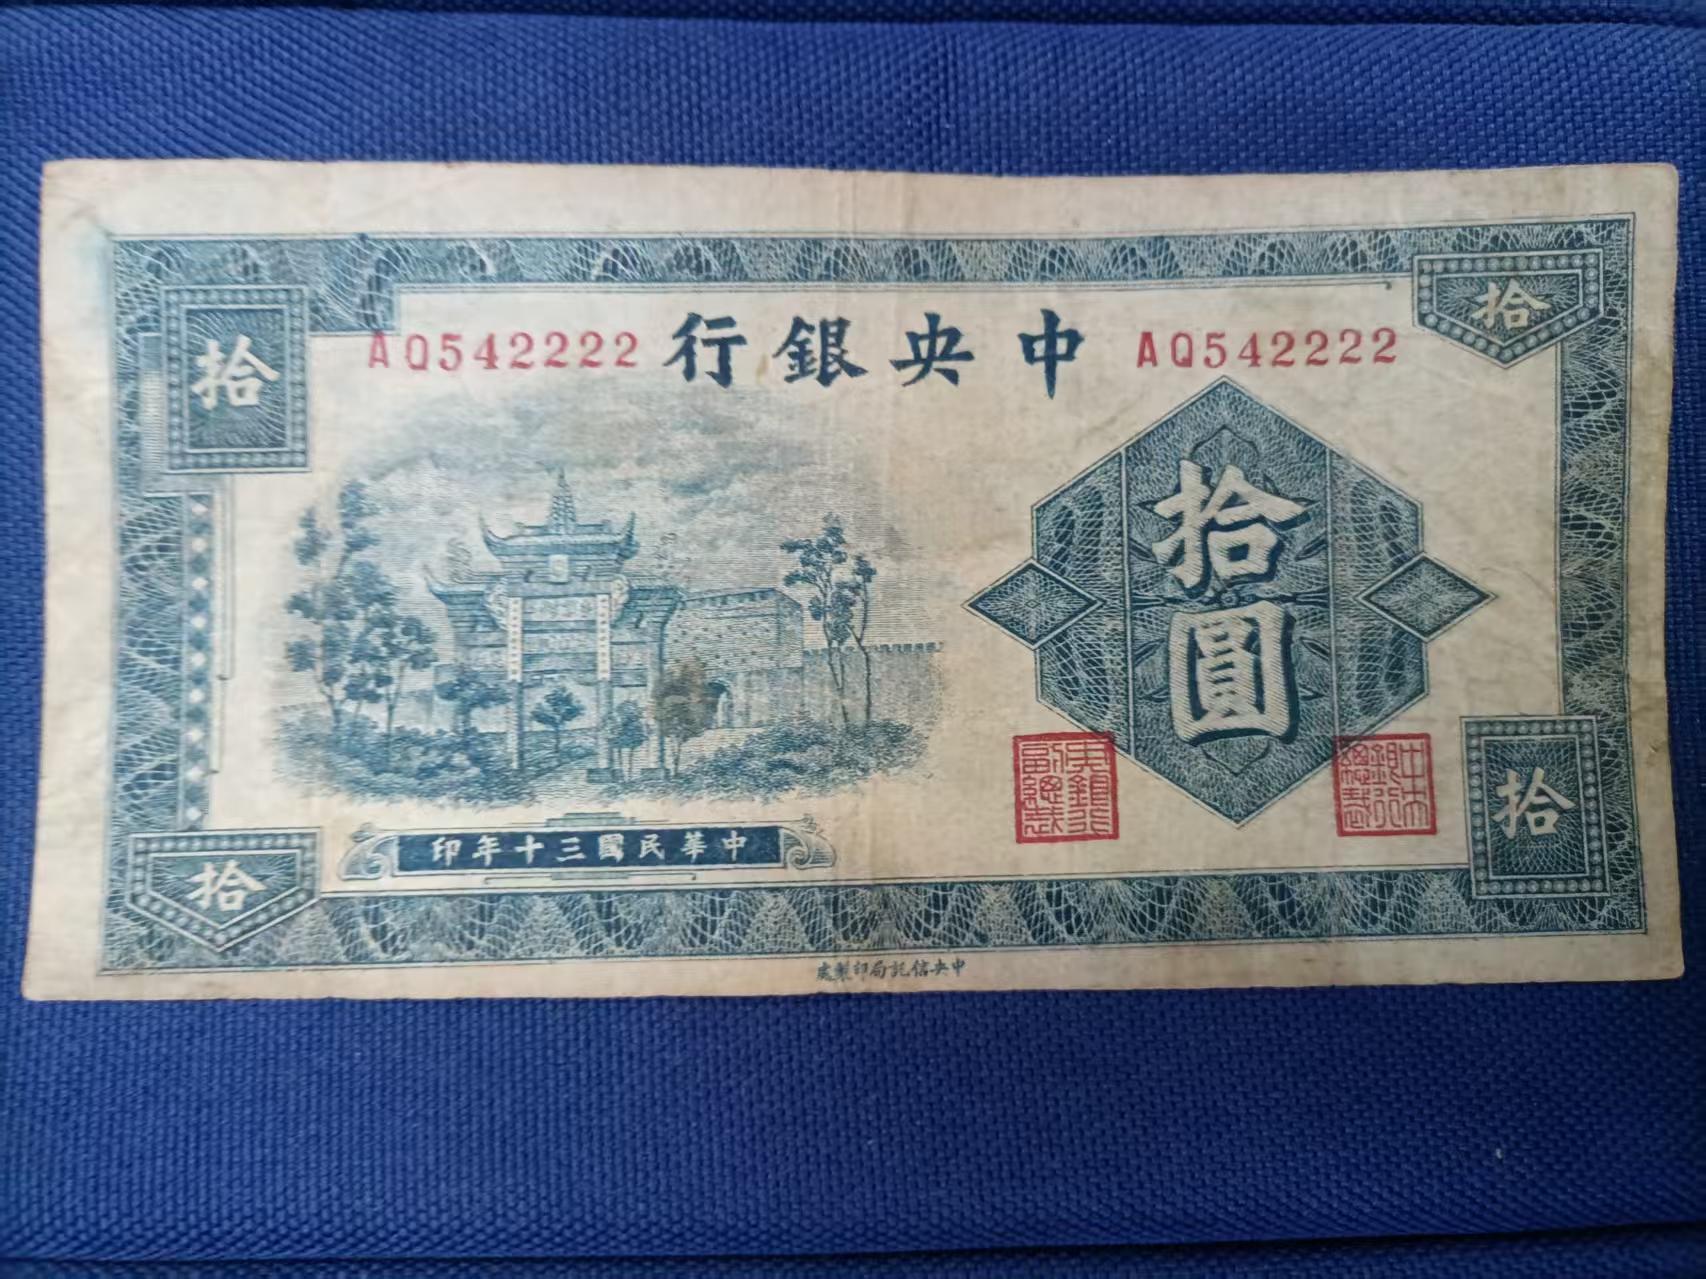 中央銀行
AQ542222
AQ542222
拾
拾
拾圓
中華民國三十年印
拾
拾
中央信託局印製處